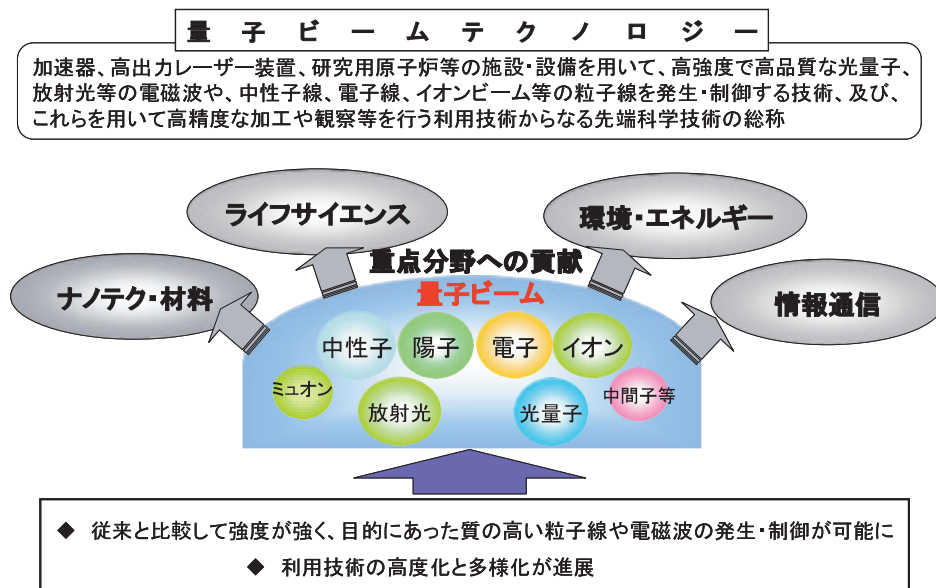 量子ビームテクノロジー
加速器、高出力レーザー装置、研究用原子炉等の施設・設備を用いて、高強度で高品質な光量子、
放射光等の電磁波や、中性子線、電子線、イオンビーム等の粒子線を発生・制御する技術、及び、
これらを用いて高精度な加工や観察等を行う利用技術からなる先端科学技術の総称
ライフサイエンス
環境・エネルギー
重点分野への貢献
ナノテク・材料
量子ビーム
情報通信
中性子
陽子
電子
イオン
ミュオン
放射光
光量子
中間子等
◆ 従来と比較して強度が強く、目的にあった質の高い粒子線や電磁波の発生・制御が可能に
◆ 利用技術の高度化と多様化が進展